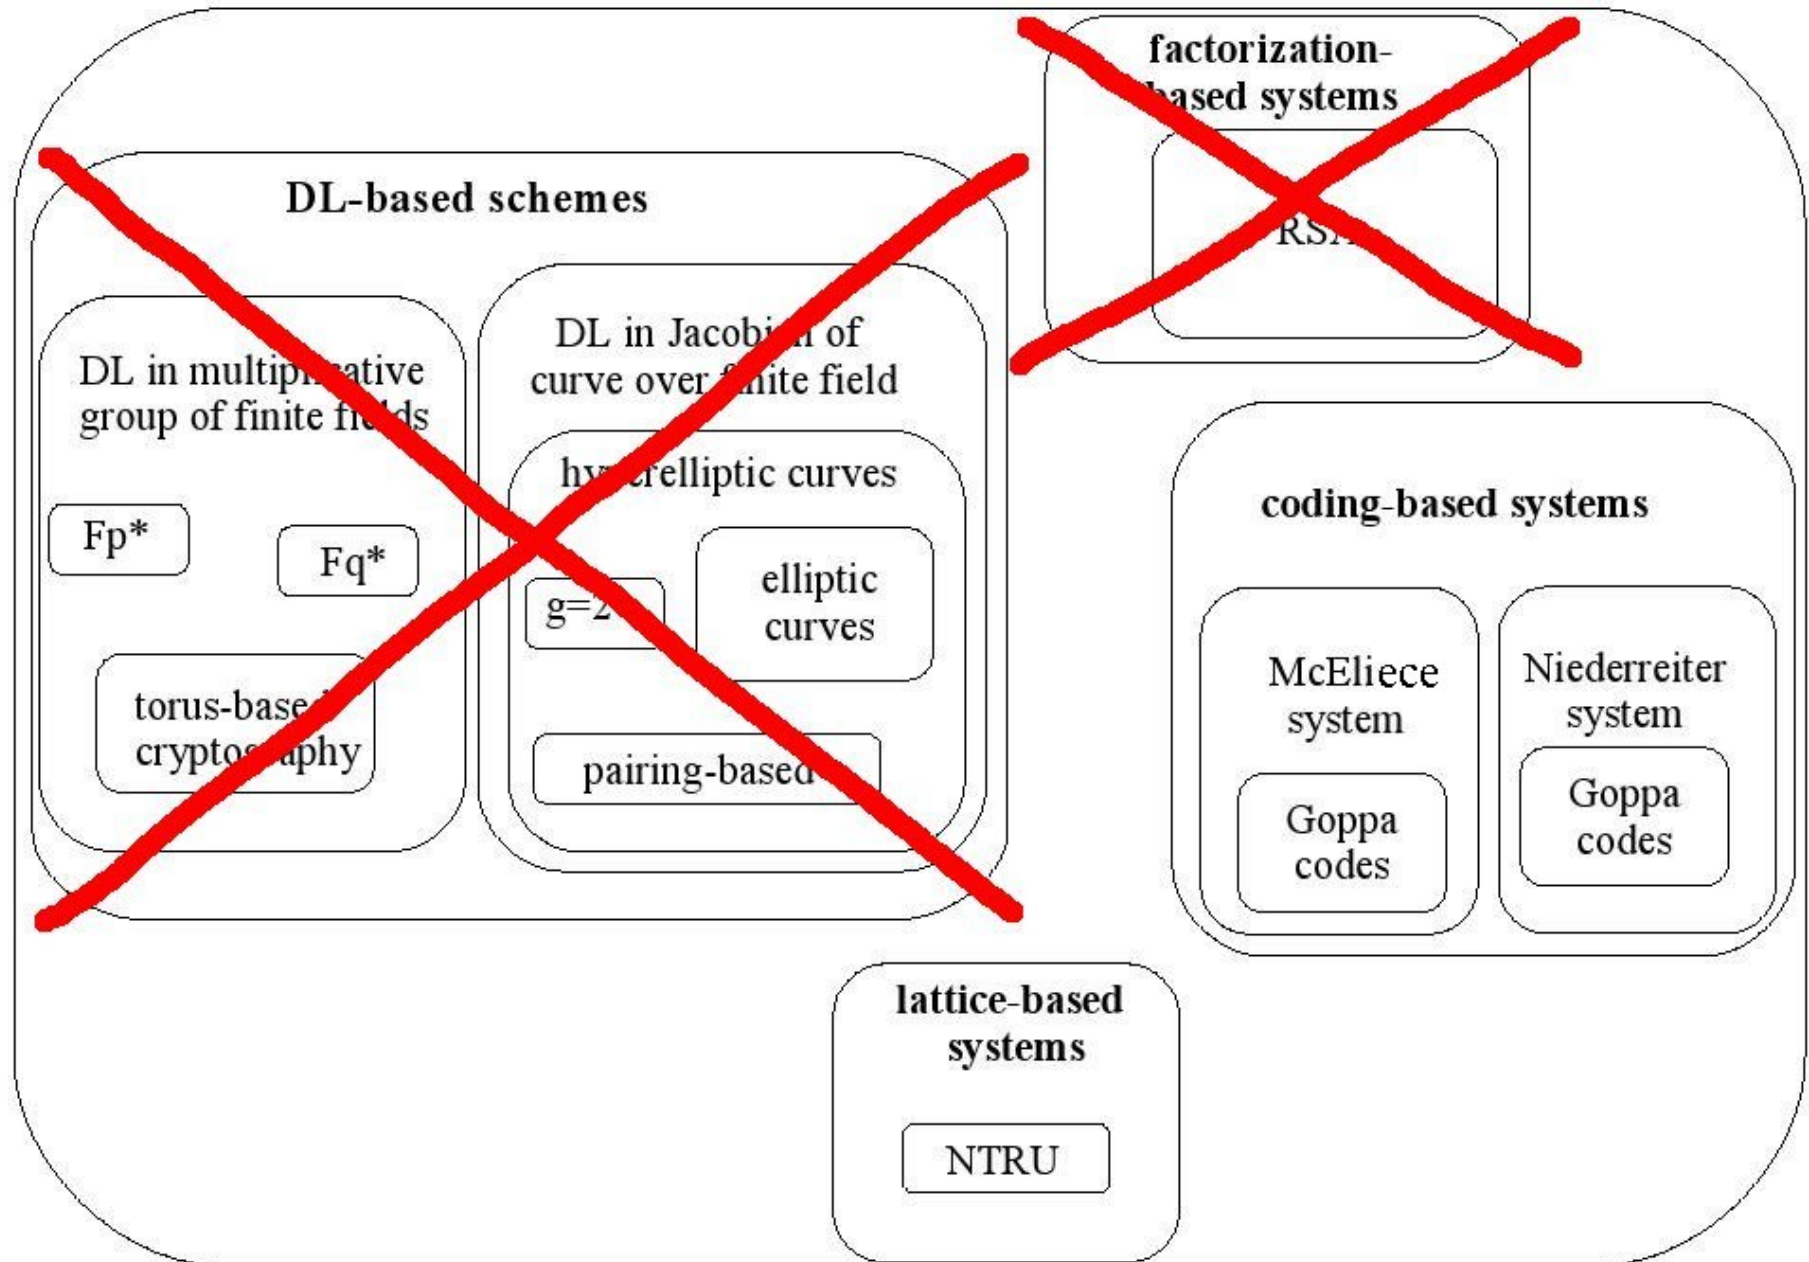 factorization-
based systems
RSA
DL-based schemes
DL in multiplicative
group of finite fields
Fp*
Fq*
torus-based
cryptography
DL in Jacobian of
curve over finite field
hyperelliptic curves
g=2
elliptic
curves
pairing-based
coding-based systems
McEliece
system
Goppa
codes
Niederreiter
system
Goppa
codes
lattice-based
systems
NTRU